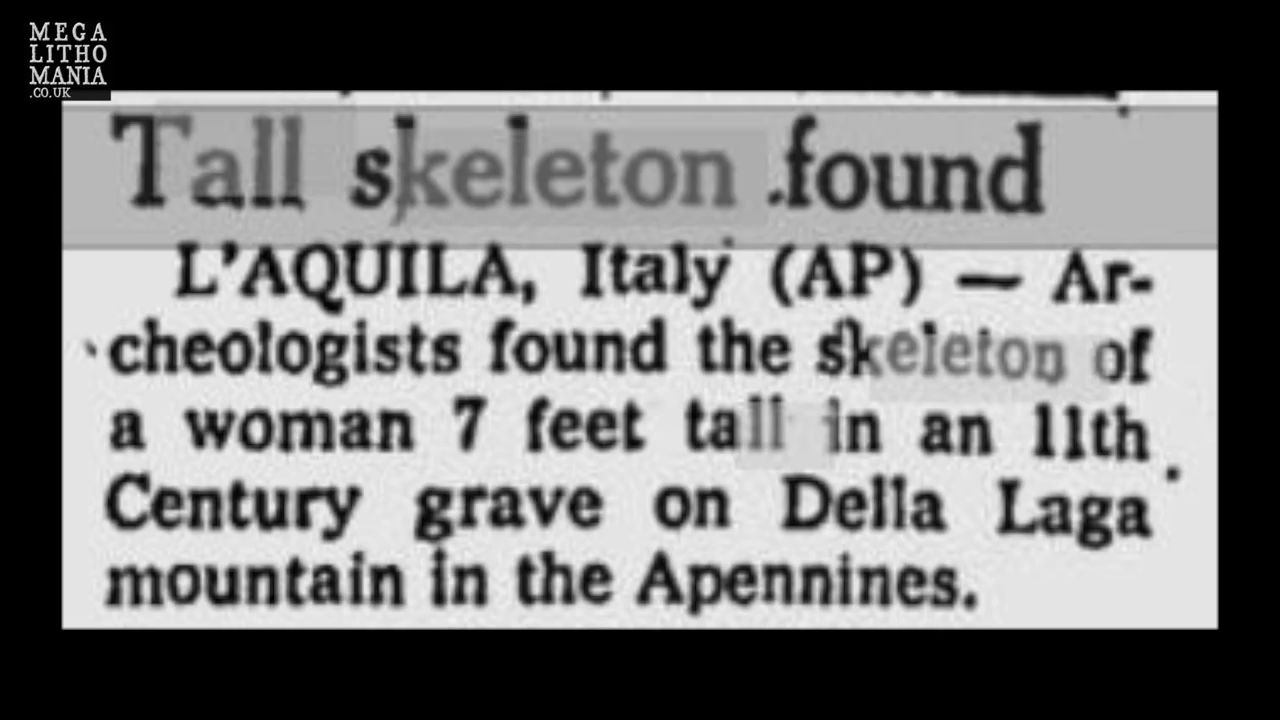 MEGA
LITHO
MANIA
.CO.UK
Tall skeleton found
L'AQUILA, Italy (AP) — Ar-
cheologists found the skeleton of
a woman 7 feet tall in an 11th
Century grave on Della Laga
mountain in the Apennines.